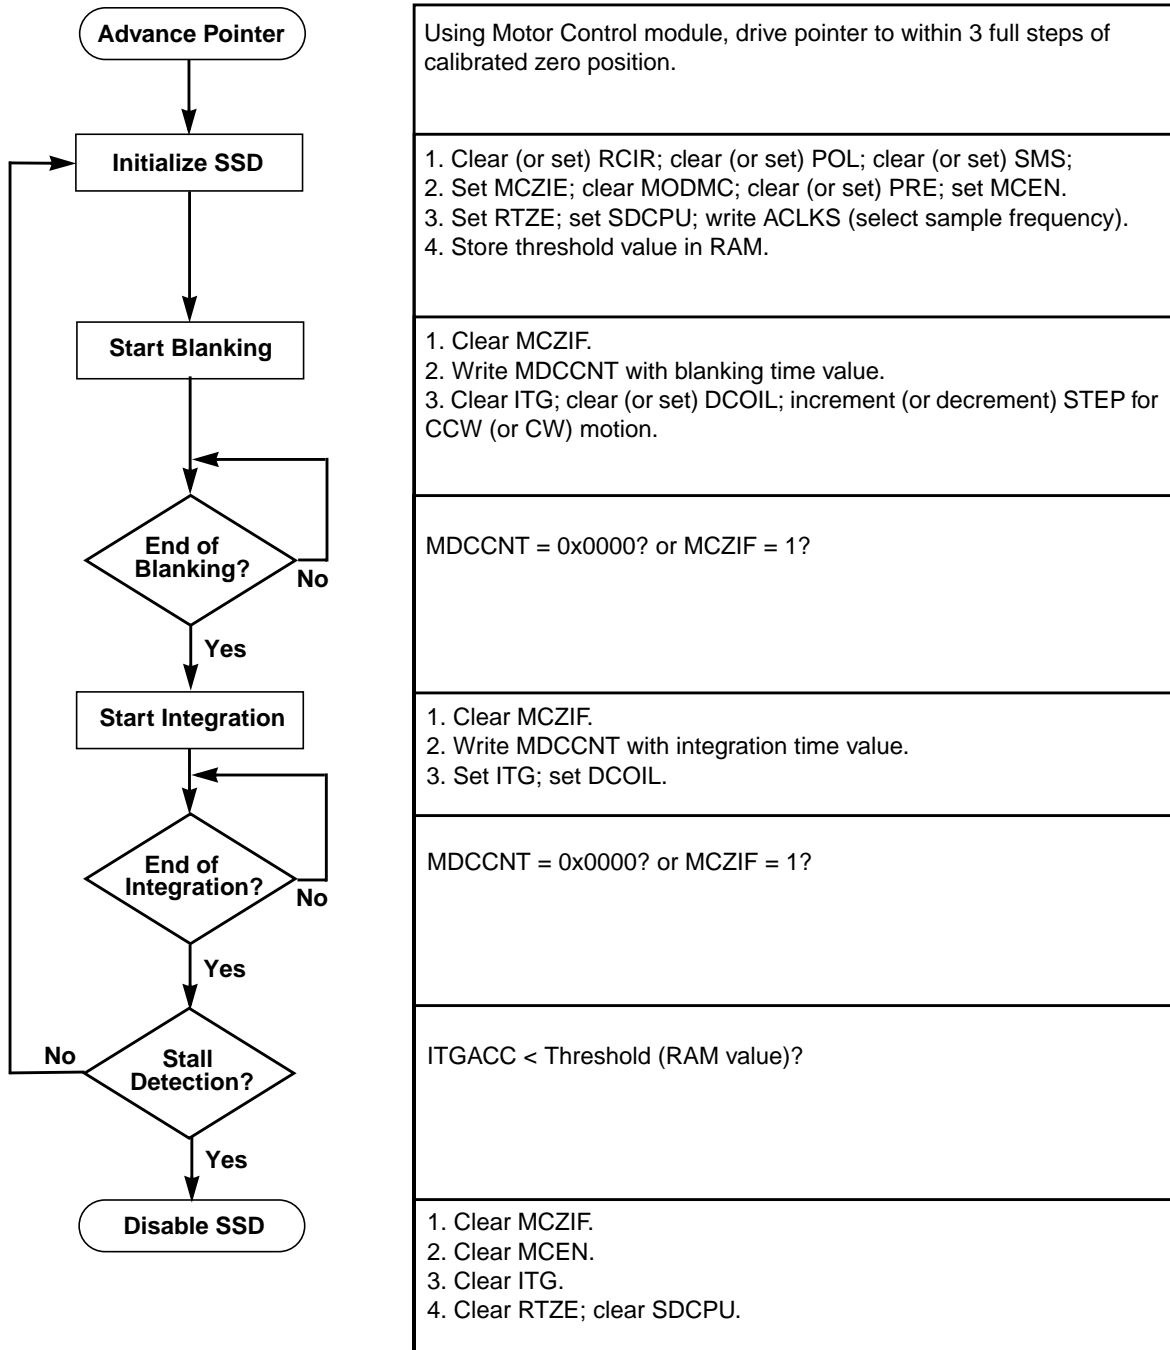 Advance Pointer
Using Motor Control module, drive pointer to within 3 full steps of
calibrated zero position.
Initialize SSD
1. Clear (or set) RCIR; clear (or set) POL; clear (or set) SMS;
2. Set MCZIE; clear MODMC; clear (or set) PRE; set MCEN.
3. Set RTZE; set SDCPU; write ACLKS (select sample frequency).
4. Store threshold value in RAM.
Start Blanking
1. Clear MCZIF.
2. Write MDCCNT with blanking time value.
3. Clear ITG; clear (or set) DCOIL; increment (or decrement) STEP for
CCW (or CW) motion.
End of
Blanking?
No
Yes
MDCCNT = 0x0000? or MCZIF = 1?
Start Integration
1. Clear MCZIF.
2. Write MDCCNT with integration time value.
3. Set ITG; set DCOIL.
End of
Integration?
No
Yes
MDCCNT = 0x0000? or MCZIF = 1?
No
Stall
Detection?
Yes
ITGACC < Threshold (RAM value)?
Disable SSD
1. Clear MCZIF.
2. Clear MCEN.
3. Clear ITG.
4. Clear RTZE; clear SDCPU.